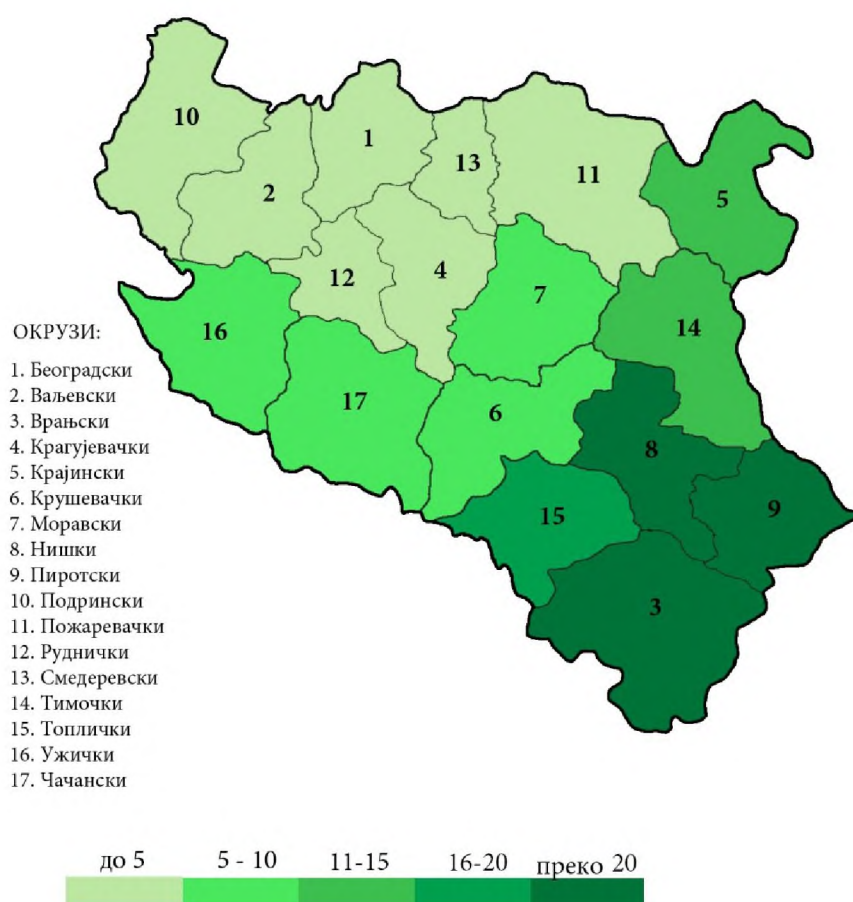 10
1
13
11
2
5
12
4
7
14
16
17
6
8
9
15
3
ОКРУЗИ:
1. Београдски
2. Ваљевски
3. Врањски
4. Крагујевачки
5. Крајински
6. Крушевачки
7. Моравски
8. Нишки
9. Пиротски
10. Подрински
11. Пожаревачки
12. Руднички
13. Смедеревски
14. Тимочки
15. Топлички
16. Ужички
17. Чачански
до 5 5 - 10 11-15 16-20 преко 20